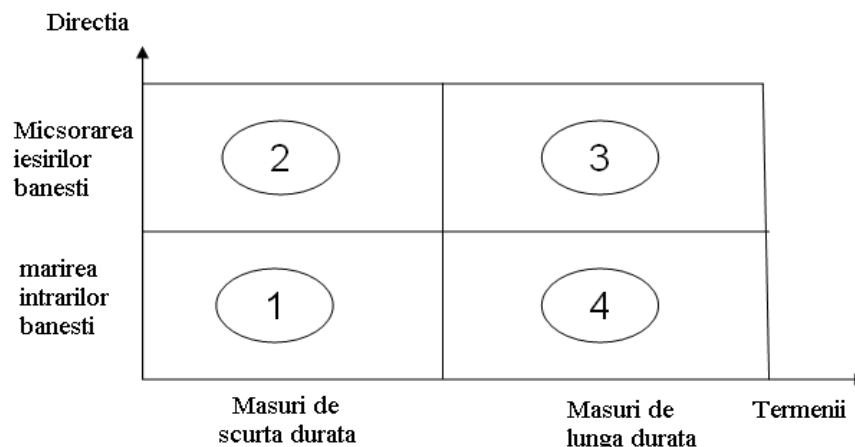 Directia
Micsorarea
iesirilor
banesti
2
3
marirea
intrarilor
banesti
1
4
Masuri de
scurta durata
Masuri de
lunga durata
Termenii